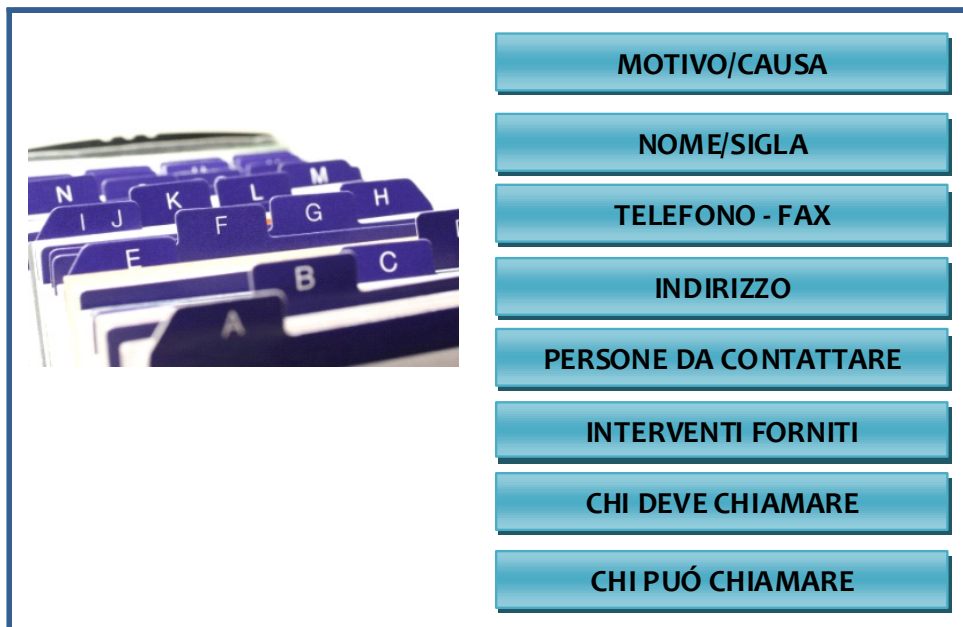 MOTIVO/CAUSA
NOME/SIGLA
TELEFONO - FAX
INDIRIZZO
PERSONE DA CONTATTARE
INTERVENTI FORNITI
CHI DEVE CHIAMARE
CHI PUÓ CHIAMARE
N
K
L
M
I J
F
G
H
E
B
C
A